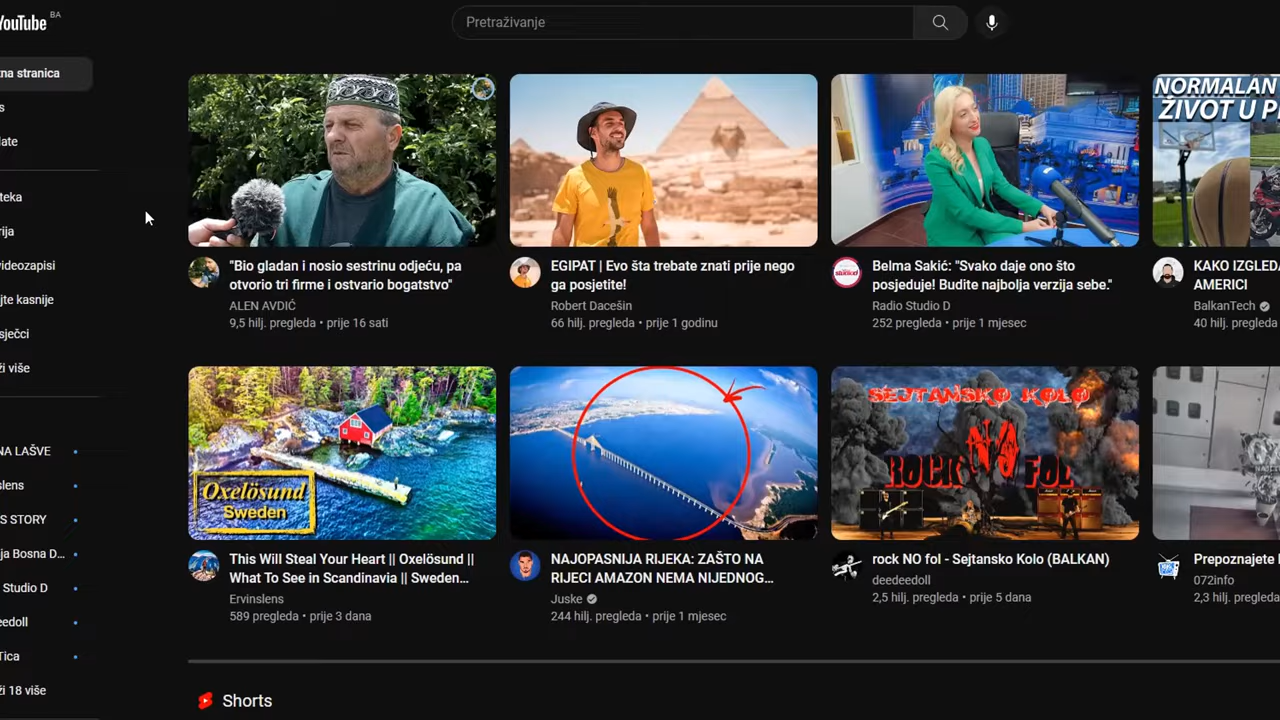 YouTube BA
Pretraživanje
na stranica
s
late
teka
rija
videozapisi
jte kasnije
sječci
ži više
NA LAŠVE
slens
S STORY
ja Bosna D...
Studio D
eedoll
Tica
ži 18 više
"Bio gladan i nosio sestrinu odjeću, pa
otvorio tri firme i ostvario bogatstvo"
ALEN AVDIĆ
9,5 hilj. pregleda • prije 16 sati
EGIPAT | Evo šta trebate znati prije nego
ga posjetite!
Robert Dacešin
66 hilj. pregleda • prije 1 godinu
Belma Sakić: "Svako daje ono što
posjeduje! Budite najbolja verzija sebe."
Radio Studio D
252 pregleda • prije 1 mjesec
NORMALAN
ŽIVOT U P
KAKO IZGLEDA
AMERICI
BalkanTech
40 hilj. pregleda
Oxelösund
Sweden
This Will Steal Your Heart || Oxelösund ||
What To See in Scandinavia || Sweden...
Ervinslens
589 pregleda • prije 3 dana
NAJOPASNIJA RIJEKA: ZAŠTO NA
RIJECI AMAZON NEMA NIJEDNOG...
Juske
244 hilj. pregleda • prije 1 mjesec
SEJTANSKO KOLO
ROCK NO FOL
rock NO fol - Sejtansko Kolo (BALKAN)
deedeedoll
2,5 hilj. pregleda • prije 5 dana
Prepoznajete
072info
2,3 hilj. pregleda
Shorts